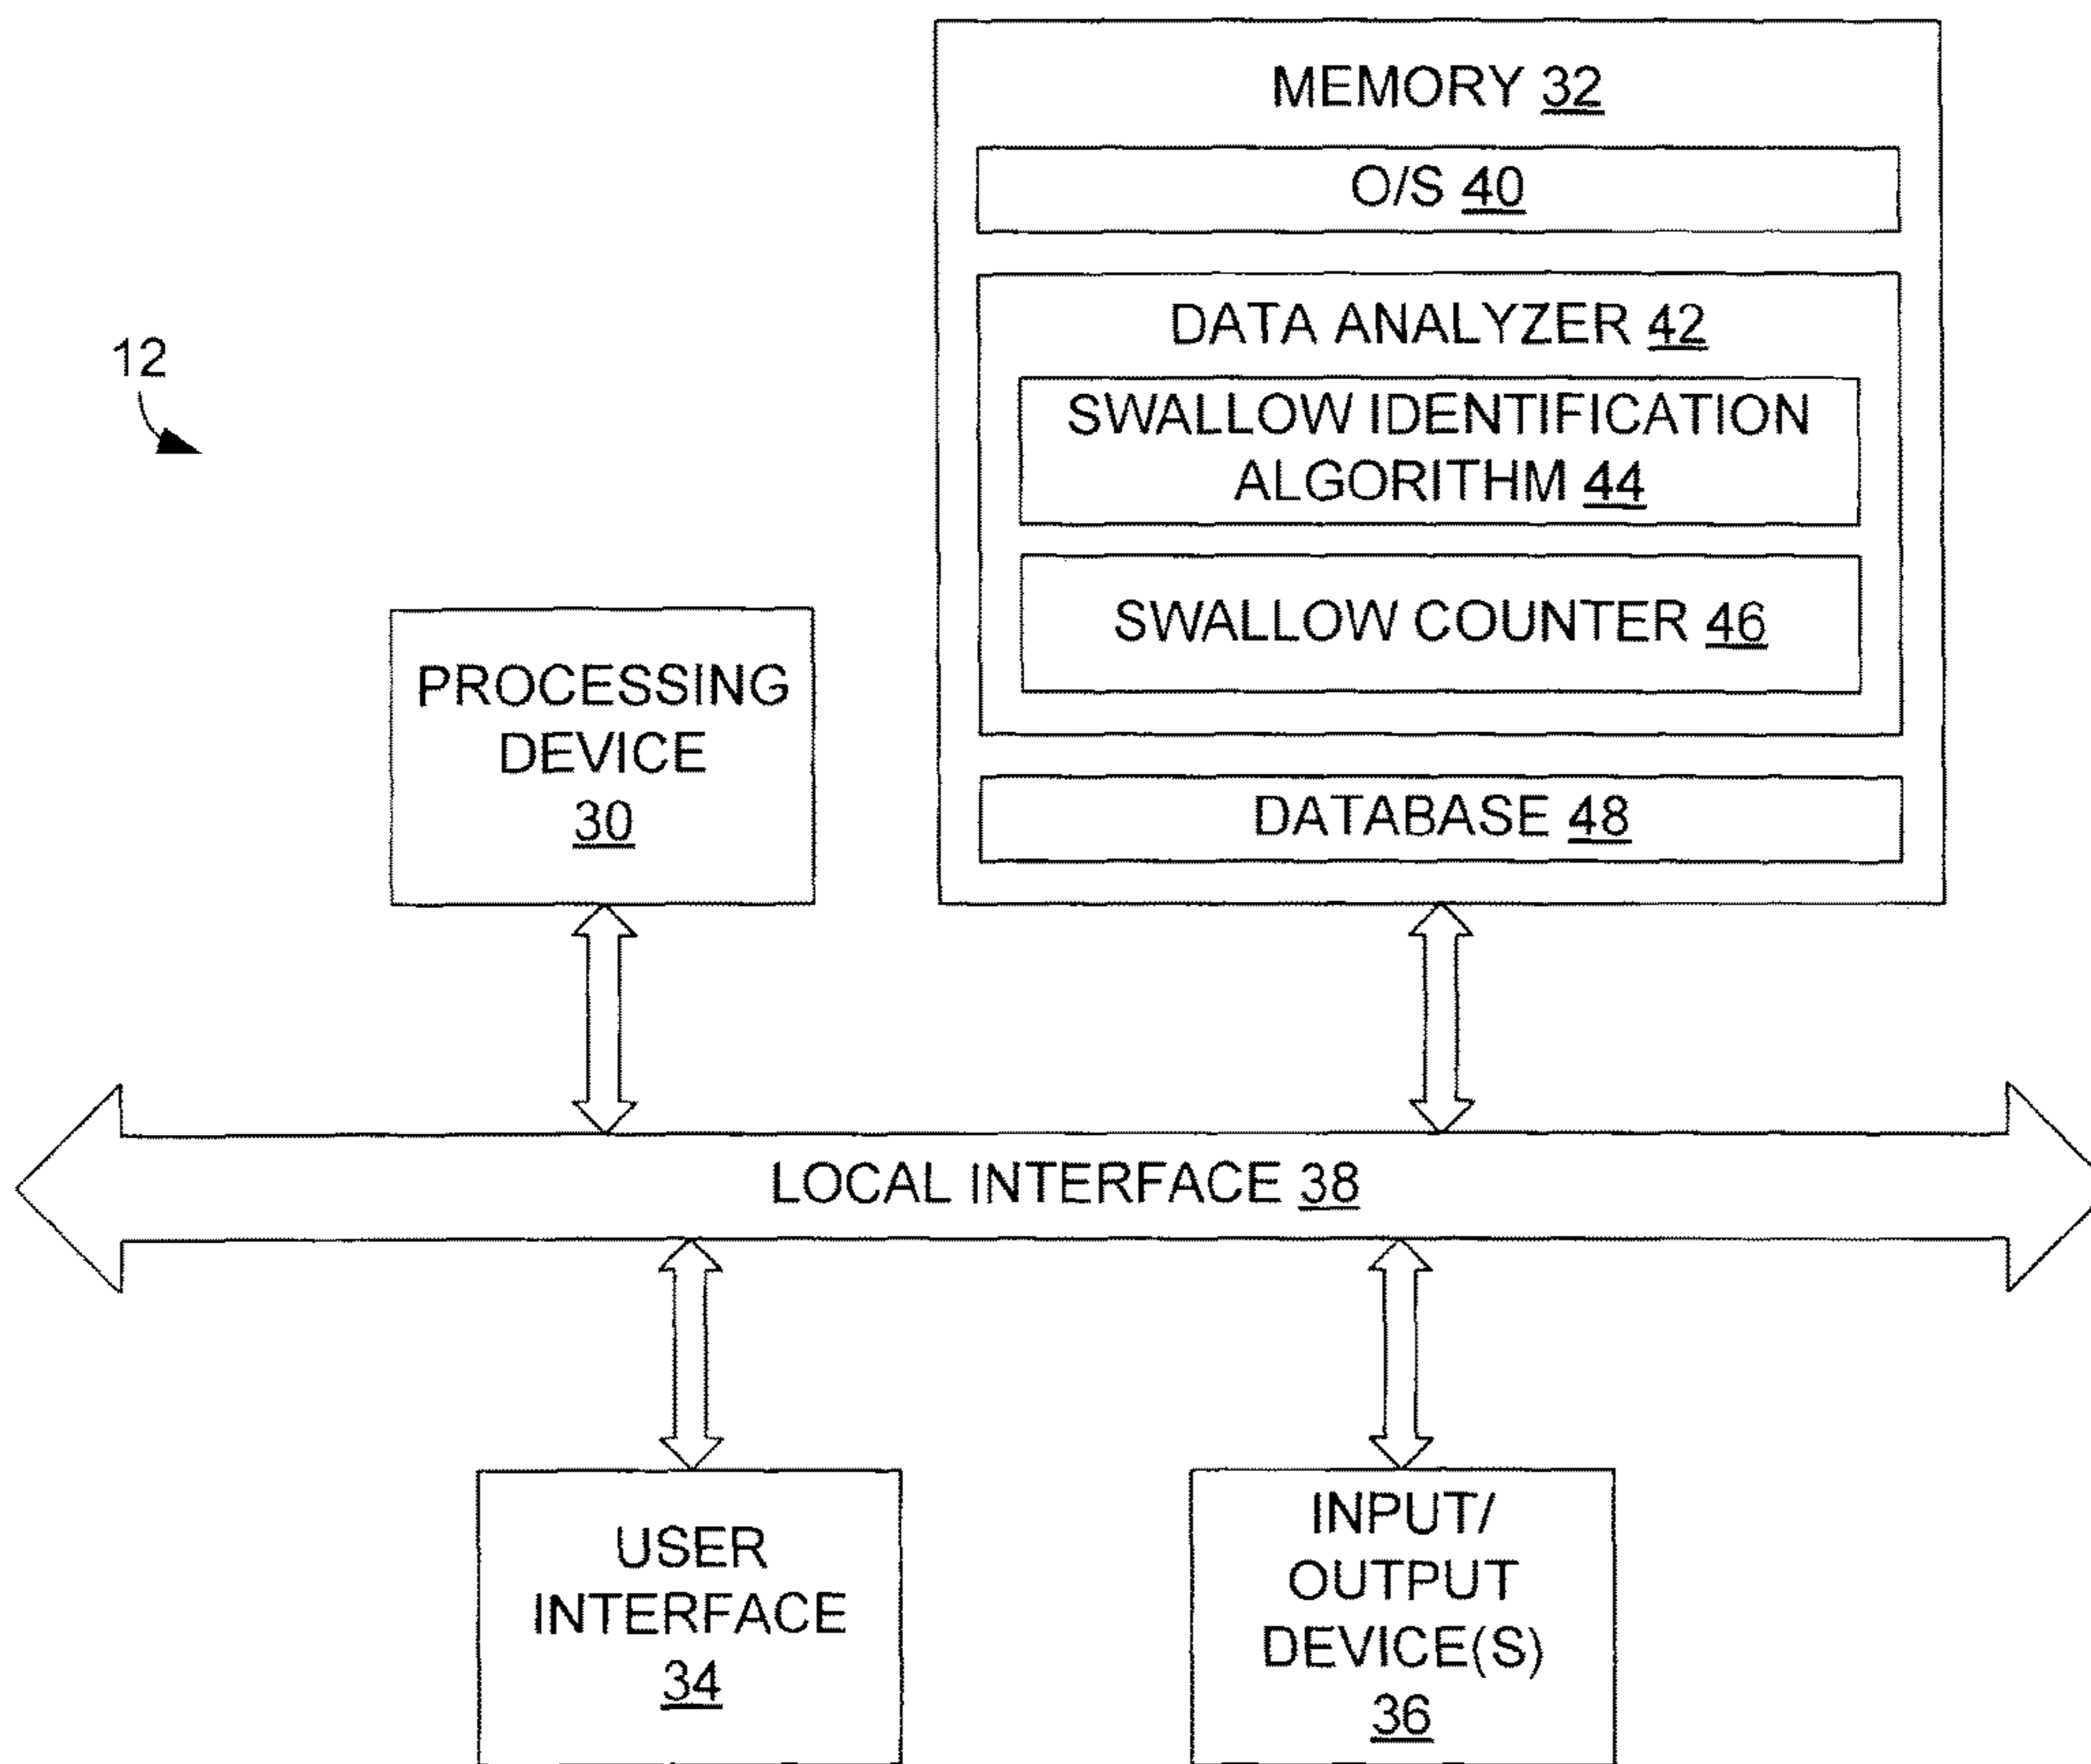 MEMORY 32
O/S 40
DATA ANALYZER 42
SWALLOW IDENTIFICATION
ALGORITHM 44
SWALLOW COUNTER 46
DATABASE 48
12
PROCESSING
DEVICE
30
LOCAL INTERFACE 38
USER
INTERFACE
34
INPUT/
OUTPUT
DEVICE(S)
36